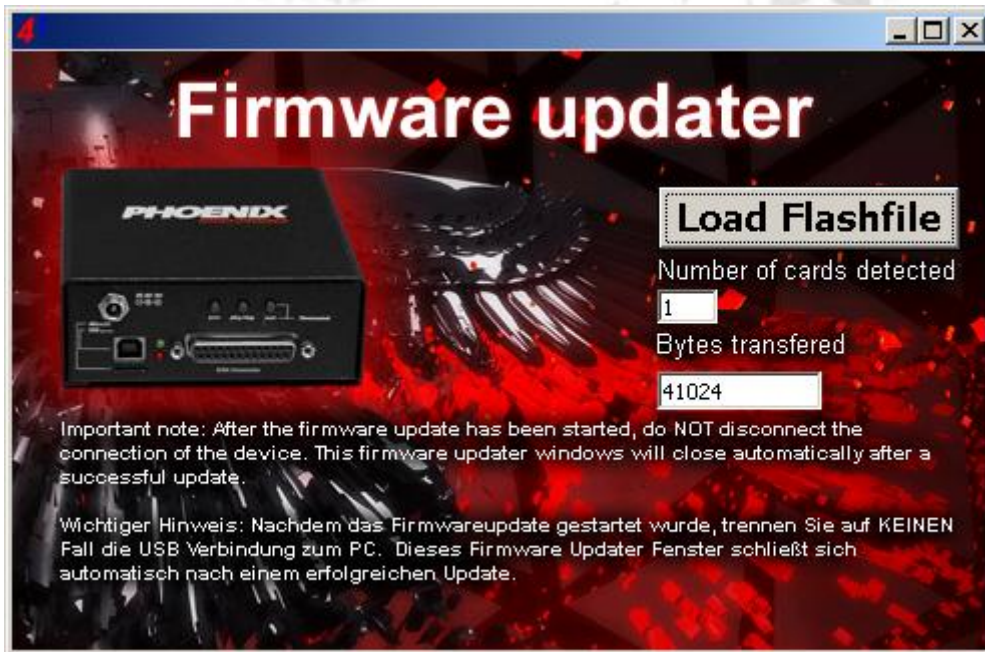 4
Firmware updater
PHOENIX
Load Flashfile
Number of cards detected
1
Bytes transfered
41024
Important note: After the firmware update has been started, do NOT disconnect the
connection of the device. This firmware updater windows will close automatically after a
successful update.
Wichtiger Hinweis: Nachdem das Firmwareupdate gestartet wurde, trennen Sie auf KEINEN
Fall die USB Verbindung zum PC. Dieses Firmware Updater Fenster schließt sich
automatisch nach einem erfolgreichen Update.